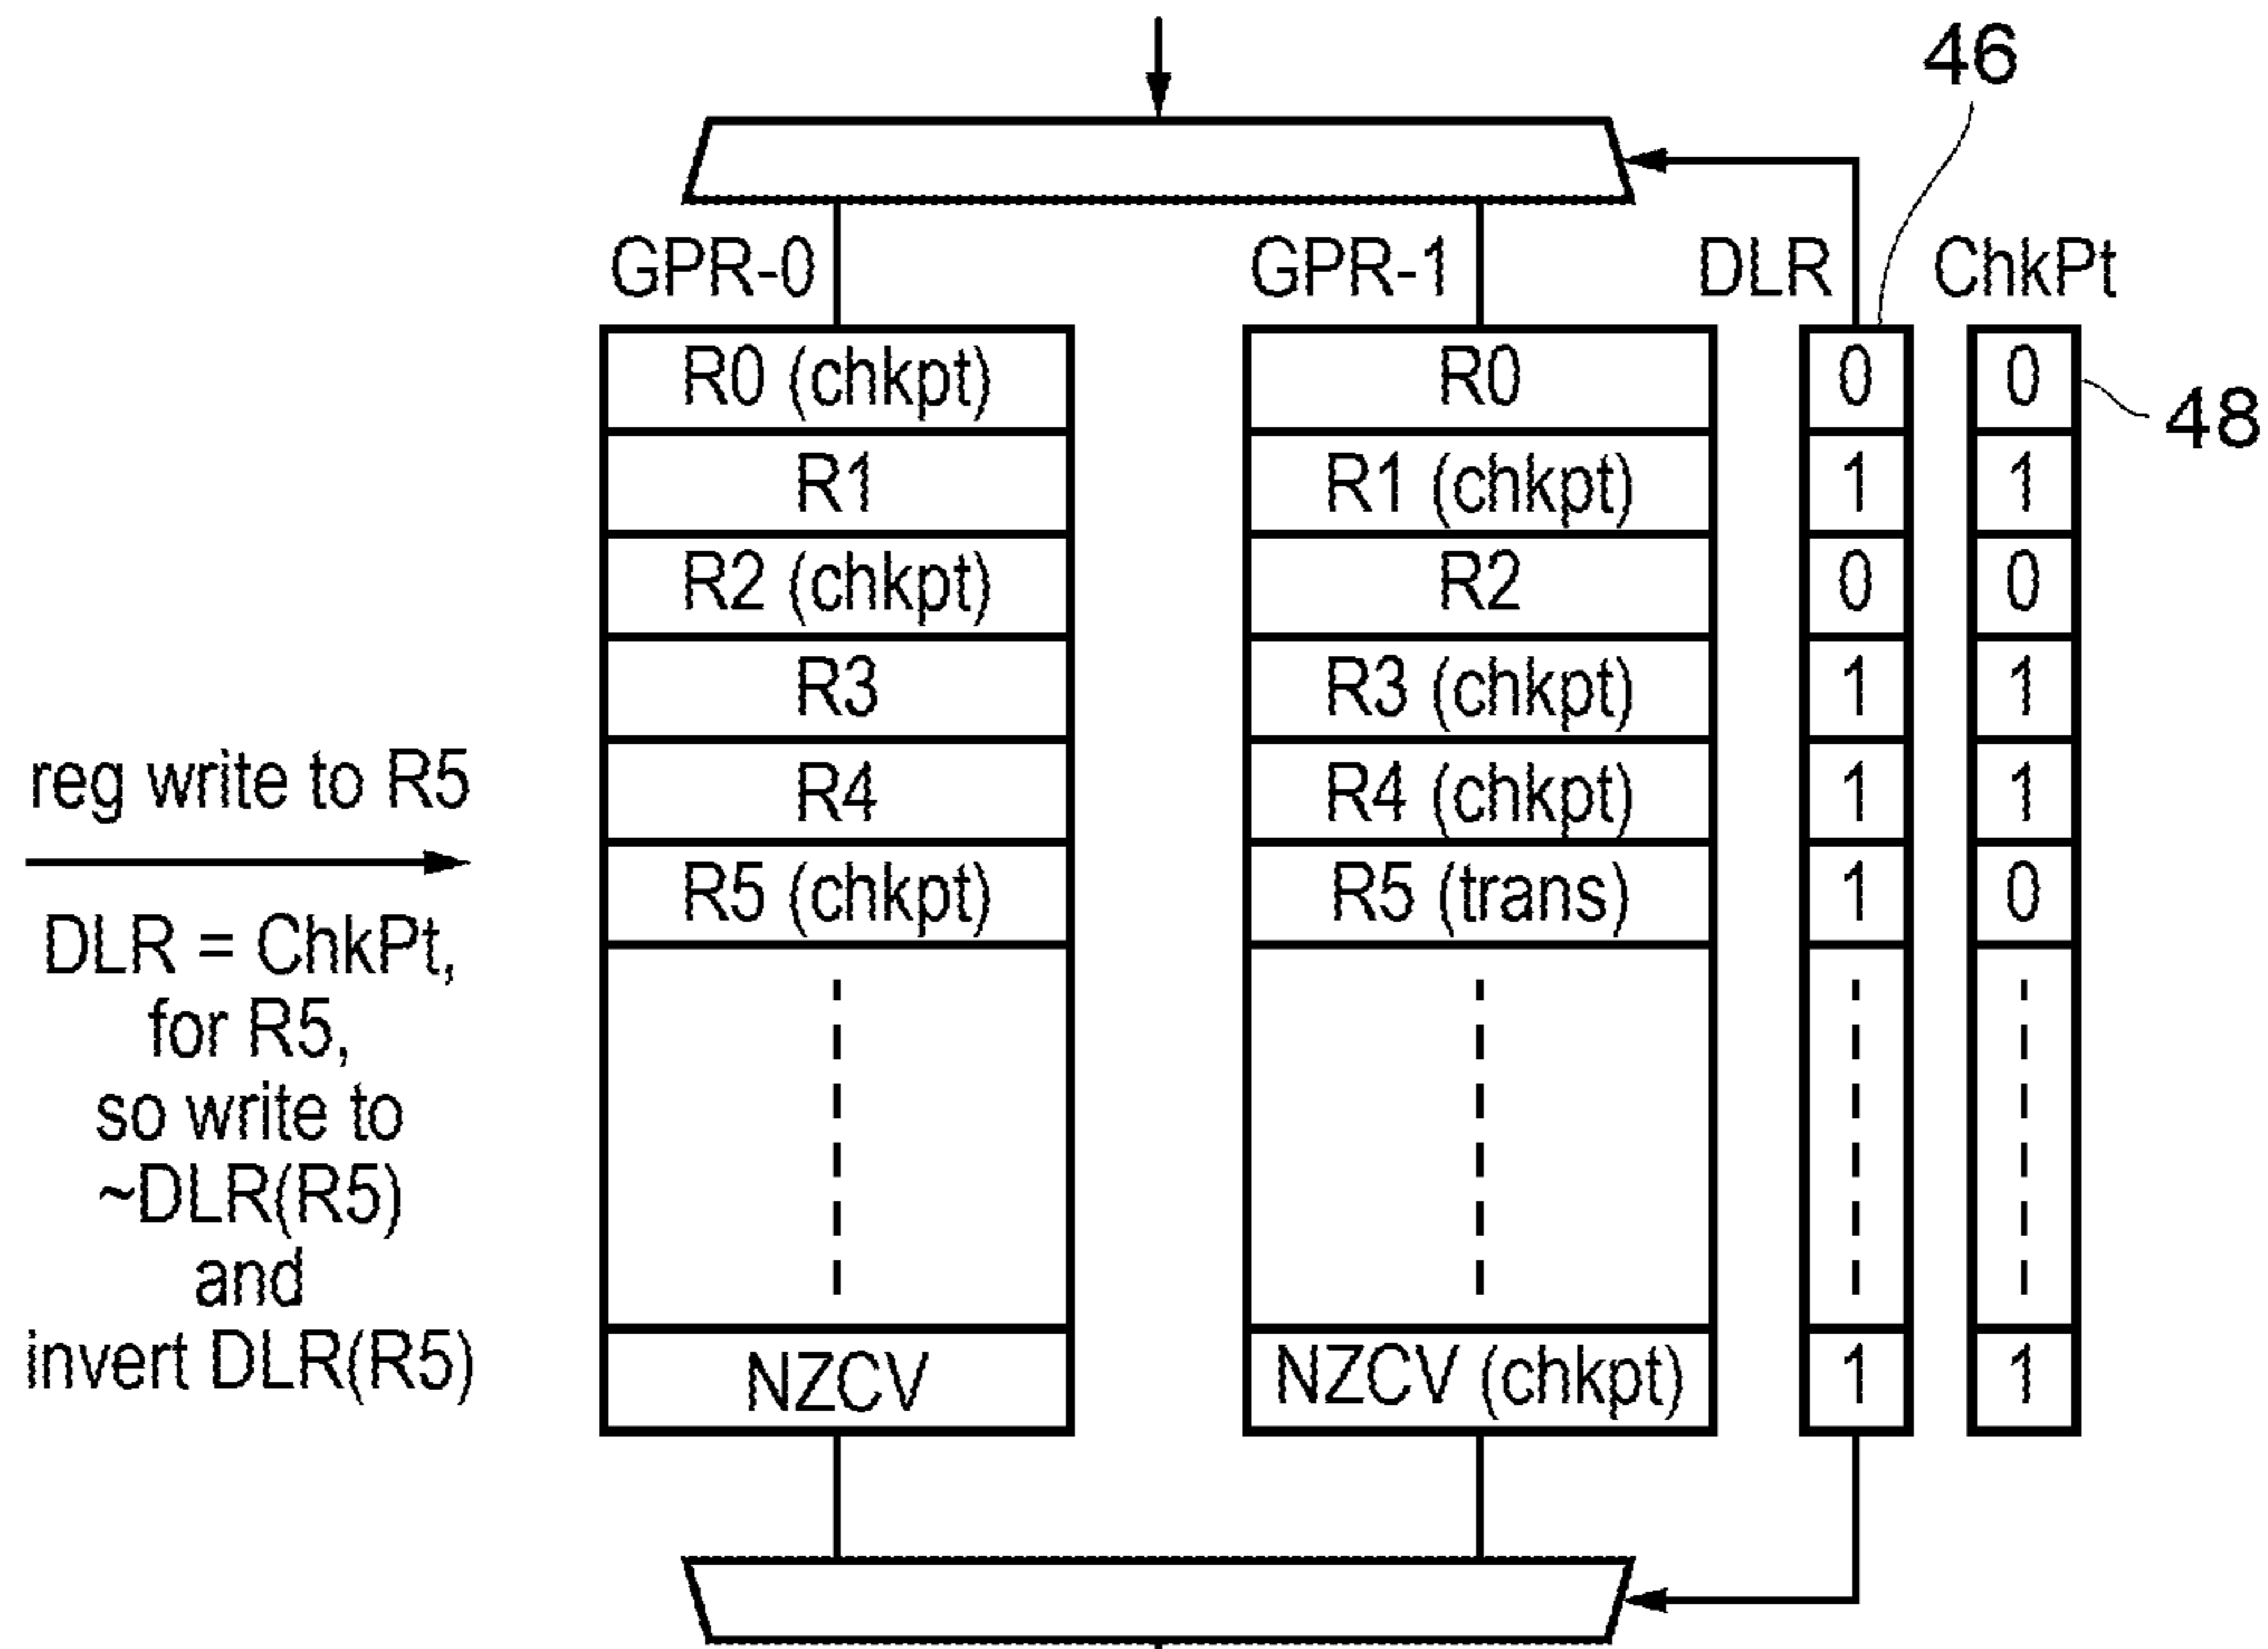 46
GPR-0 GPR-1 DLR ChkPt
R0 (chkpt) R0 0 0
48
R1 R1 (chkpt) 1 1
R2 (chkpt) R2 0 0
R3 R3 (chkpt) 1 1
R4 R4 (chkpt) 1 1
R5 (chkpt) R5 (trans) 1 0
NZCV NZCV (chkpt) 1 1
reg write to R5
DLR = ChkPt,
for R5,
so write to
~DLR(R5)
and
invert DLR(R5)